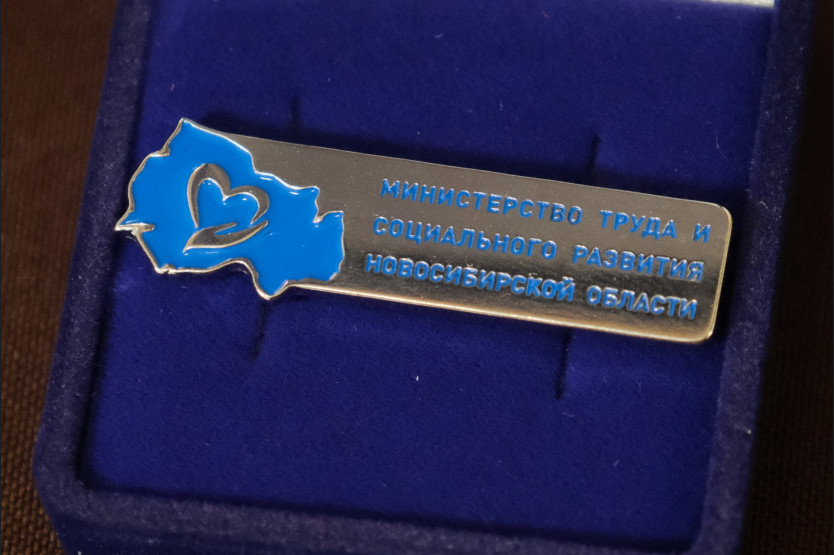 МИНИСТЕРСТВО ТРУДА И
СОЦИАЛЬНОГО РАЗВИТИЯ
НОВОСИБИРСКОЙ ОБЛАСТИ